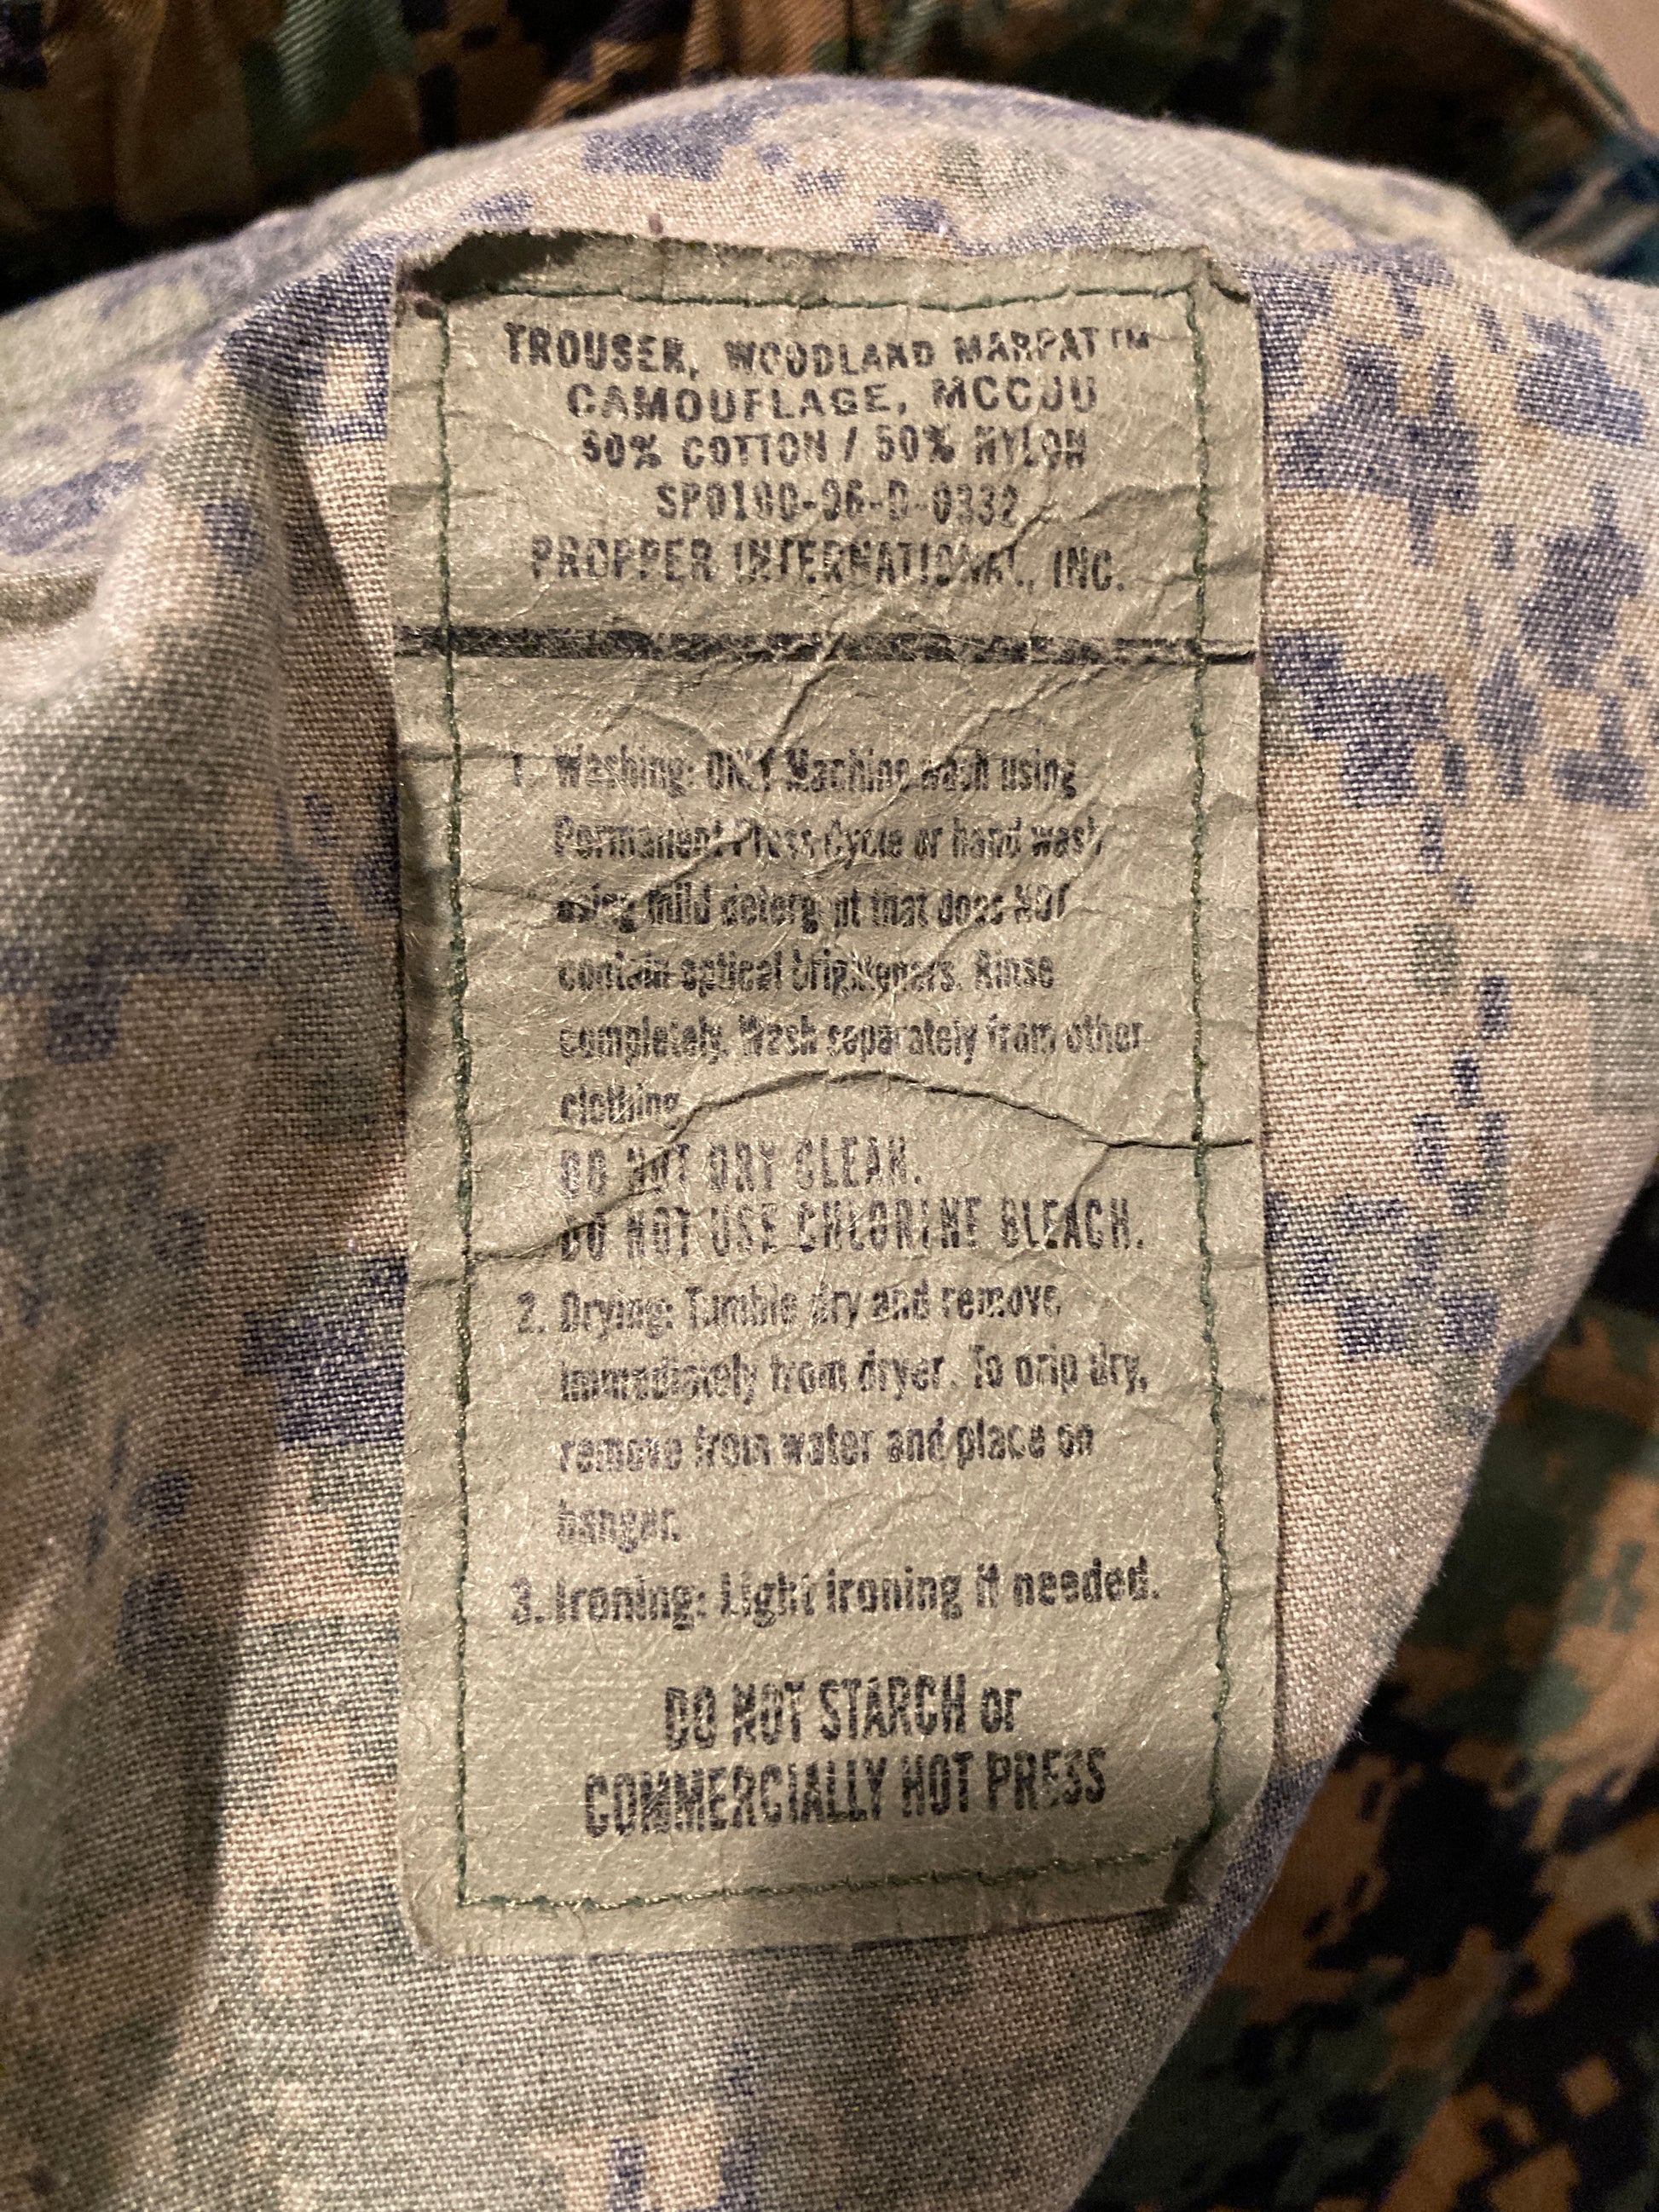 TROUSER, WOODLAND MARPAT™
CAMOUFLAGE, MCCUU
50% COTTON / 50% NYLON
SP0100-96-D-0332
PROPPER INTERNATIONAL, INC.
1. Washing: ONLY Machine wash using
Permanent Press Cycle or hand wash
using mild detergent that does NOT
contain optical brighteners. Rinse
completely. Wash separately from other
clothing.
DO NOT DRY CLEAN.
DO NOT USE CHLORINE BLEACH.
2. Drying: Tumble dry and remove
immediately from dryer. To drip dry,
remove from water and place on
hanger.
3. Ironing: Light ironing if needed.
DO NOT STARCH or
COMMERCIALLY HOT PRESS